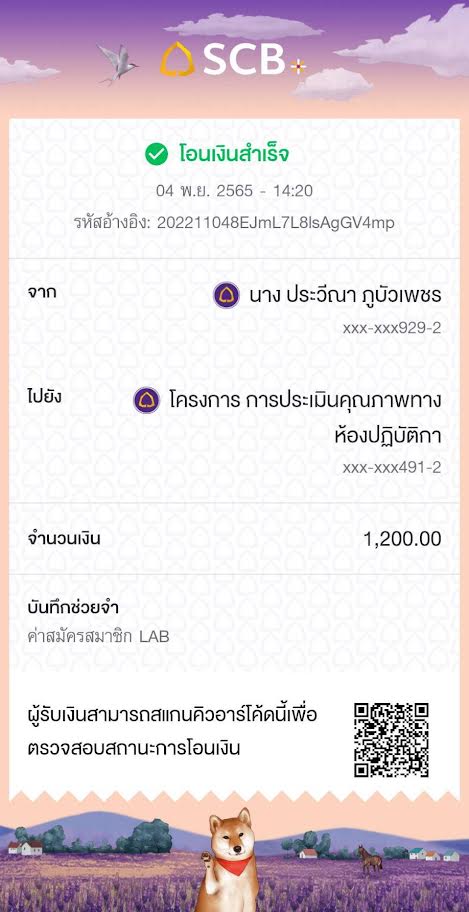 SCB+
โอนเงินสำเร็จ
04 พ.ย. 2565 - 14:20
รหัสอ้างอิง: 202211048EJmL7L8lsAgGV4mp
จาก
นาง ประวีณา ภูบัวเพชร
xxx-xxx929-2
ไปยัง
โครงการ การประเมินคุณภาพทาง
ห้องปฏิบัติกา
xxx-xxx491-2
จำนวนเงิน
1,200.00
บันทึกช่วยจำ
ค่าสมัครสมาชิก LAB
ผู้รับเงินสามารถสแกนคิวอาร์โค้ดนี้เพื่อ
ตรวจสอบสถานะการโอนเงิน